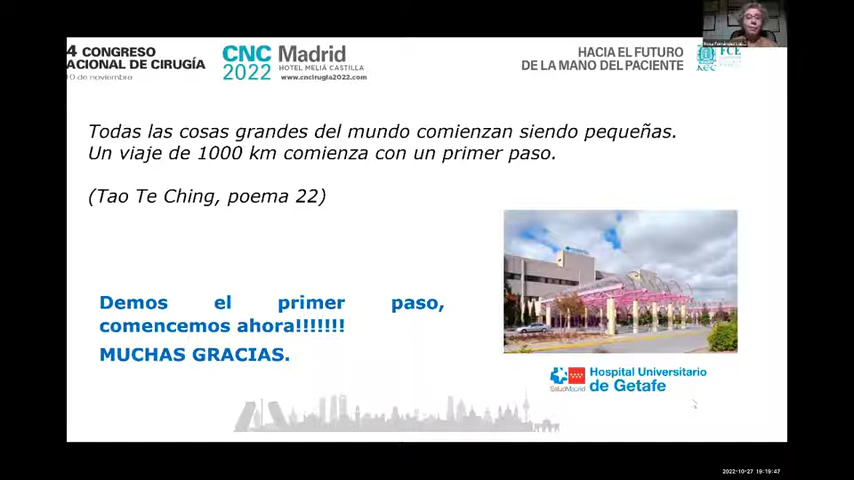 4 CONGRESO
ACIONAL DE CIRUGÍA
10 de noviembre
CNC
2022
Madrid
HOTEL MELIÁ CASTILLA
www.cncirugia2022.com
HACIA EL FUTURO
DE LA MANO DEL PACIENTE
AEC
FCE
Todas las cosas grandes del mundo comienzan siendo pequeñas.
Un viaje de 1000 km comienza con un primer paso.
(Tao Te Ching, poema 22)
Demos el primer paso,
comencemos ahora!!!!!!!
MUCHAS GRACIAS.
SaludMadrid
Hospital Universitario
de Getafe
2022-10-27 19:19:47